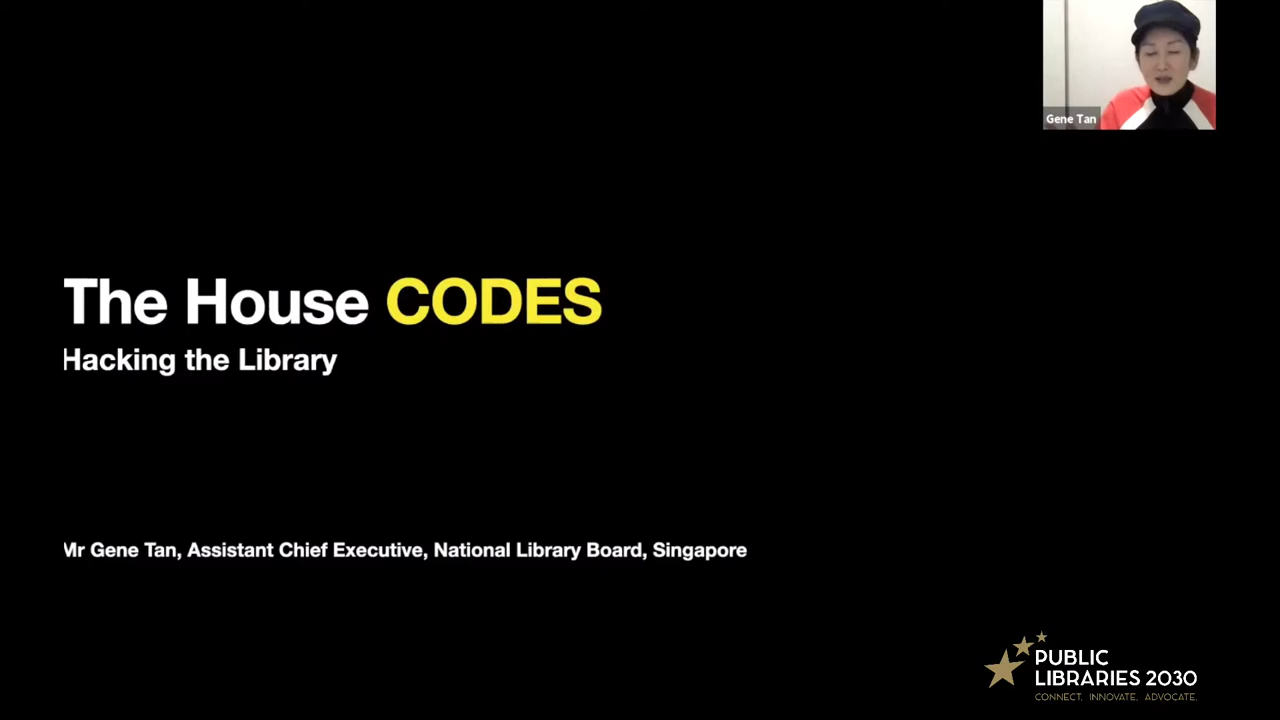 Gene Tan
The House CODES
Hacking the Library
Mr Gene Tan, Assistant Chief Executive, National Library Board, Singapore
PUBLIC
LIBRARIES 2030
CONNECT. INNOVATE. ADVOCATE.